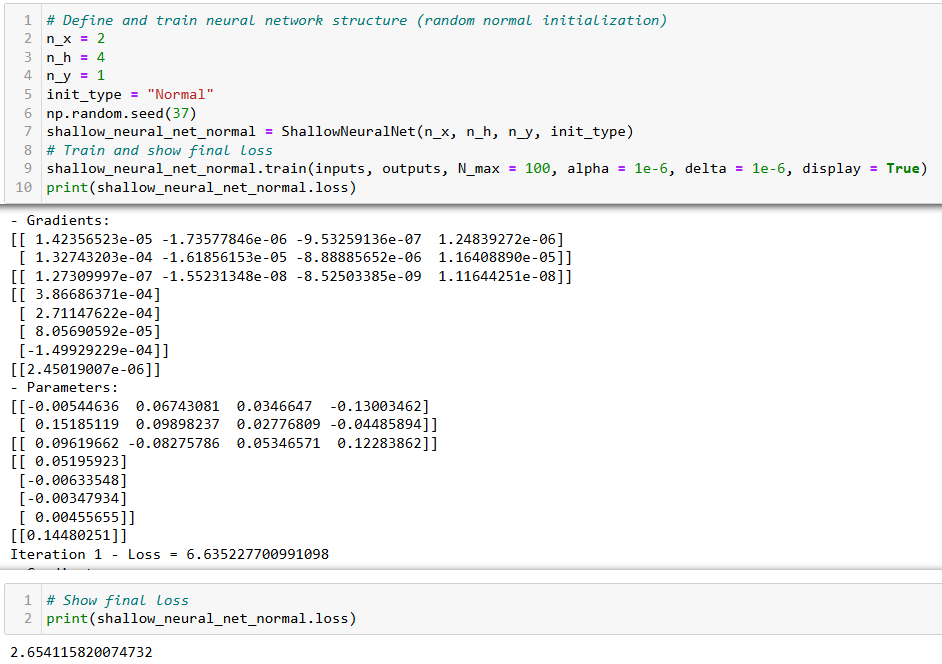 1 # Define and train neural network structure (random normal initialization)
2 n_x = 2
3 n_h = 4
4 n_y = 1
5 init_type = "Normal"
6 np.random.seed(37)
7 shallow_neural_net_normal = ShallowNeuralNet(n_x, n_h, n_y, init_type)
8 # Train and show final loss
9 shallow_neural_net_normal.train(inputs, outputs, N_max = 100, alpha = 1e-6, delta = 1e-6, display = True)
10 print(shallow_neural_net_normal.loss)
- Gradients:
[[ 1.42356523e-05 -1.73577846e-06 -9.53259136e-07  1.24839272e-06]
 [ 1.32743203e-04 -1.61856153e-05 -8.88885652e-06  1.16408890e-05]]
[[ 1.27309997e-07 -1.55231348e-08 -8.52503385e-09  1.11644251e-08]]
[[ 3.86686371e-04]
 [ 2.71147622e-04]
 [ 8.05690592e-05]
 [-1.49929229e-04]]
[[2.45019007e-06]]
- Parameters:
[[-0.00544636  0.06743081  0.0346647  -0.13003462]
 [ 0.15185119  0.09898237  0.02776809 -0.04485894]]
[[ 0.09619662 -0.08275786  0.05346571  0.12283862]]
[[ 0.05195923]
 [-0.00633548]
 [-0.00347934]
 [ 0.00455655]]
[[0.14480251]]
Iteration 1 - Loss = 6.635227700991098
1 # Show final loss
2 print(shallow_neural_net_normal.loss)
2.654115820074732